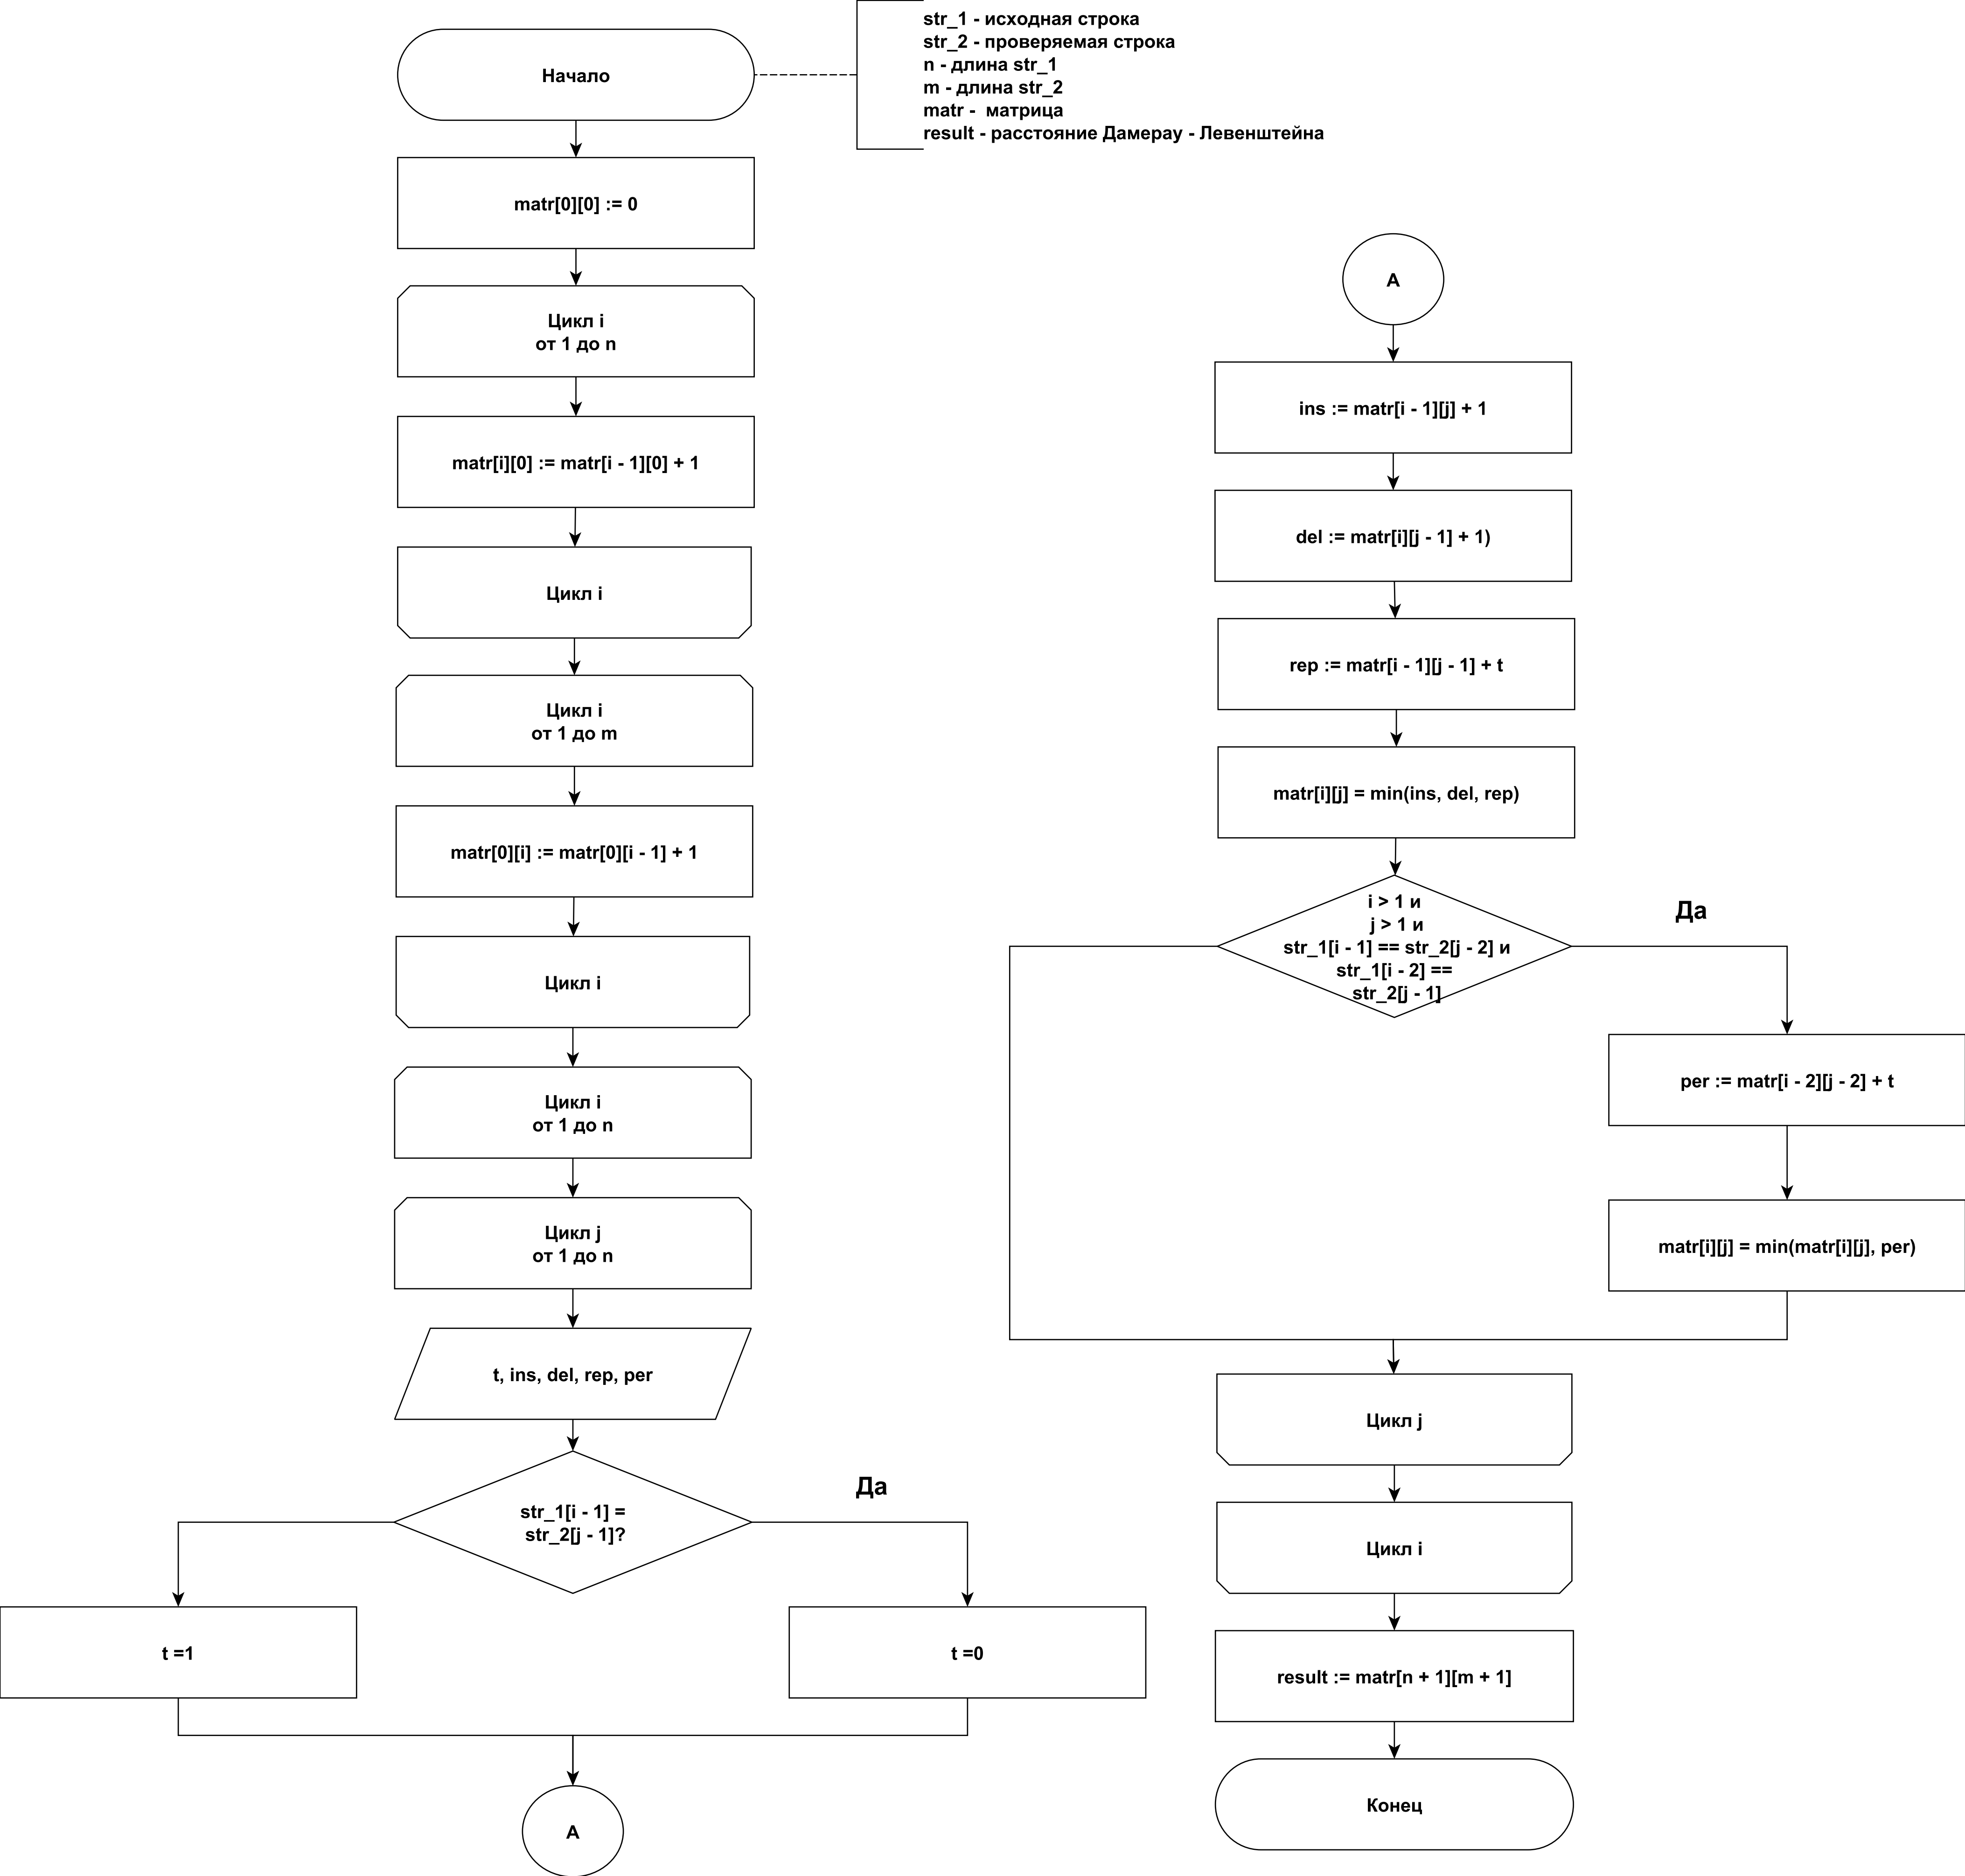 Начало
str_1 - исходная строка
str_2 - проверяемая строка
n - длина str_1
m - длина str_2
matr - матрица
result - расстояние Дамерау - Левенштейна
matr[0][0] := 0
Цикл i
от 1 до n
matr[i][0] := matr[i - 1][0] + 1
Цикл i
Цикл i
от 1 до m
matr[0][i] := matr[0][i - 1] + 1
Цикл i
Цикл i
от 1 до n
Цикл j
от 1 до n
t, ins, del, rep, per
str_1[i - 1] =
str_2[j - 1]?
Да
t =1
t =0
A
A
ins := matr[i - 1][j] + 1
del := matr[i][j - 1] + 1)
rep := matr[i - 1][j - 1] + t
matr[i][j] = min(ins, del, rep)
i > 1 и
j > 1 и
str_1[i - 1] == str_2[j - 2] и
str_1[i - 2] ==
str_2[j - 1]
Да
per := matr[i - 2][j - 2] + t
matr[i][j] = min(matr[i][j], per)
Цикл j
Цикл i
result := matr[n + 1][m + 1]
Конец